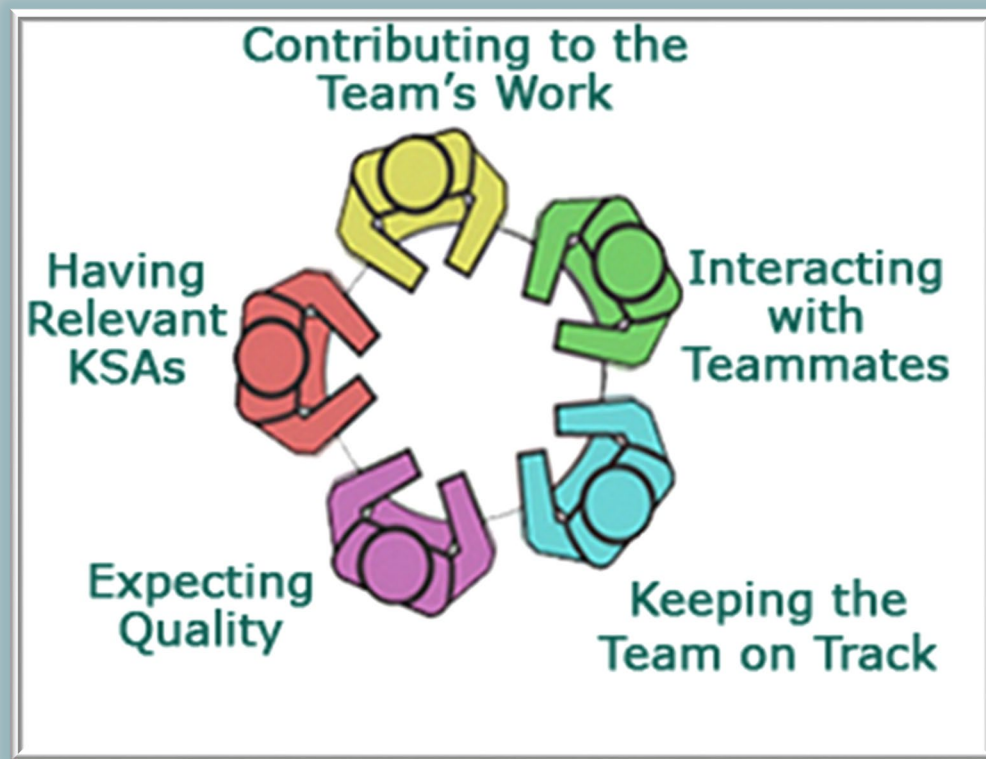 Contributing to the
Team’s Work
Interacting
with
Teammates
Keeping the
Team on Track
Expecting
Quality
Having
Relevant
KSAs